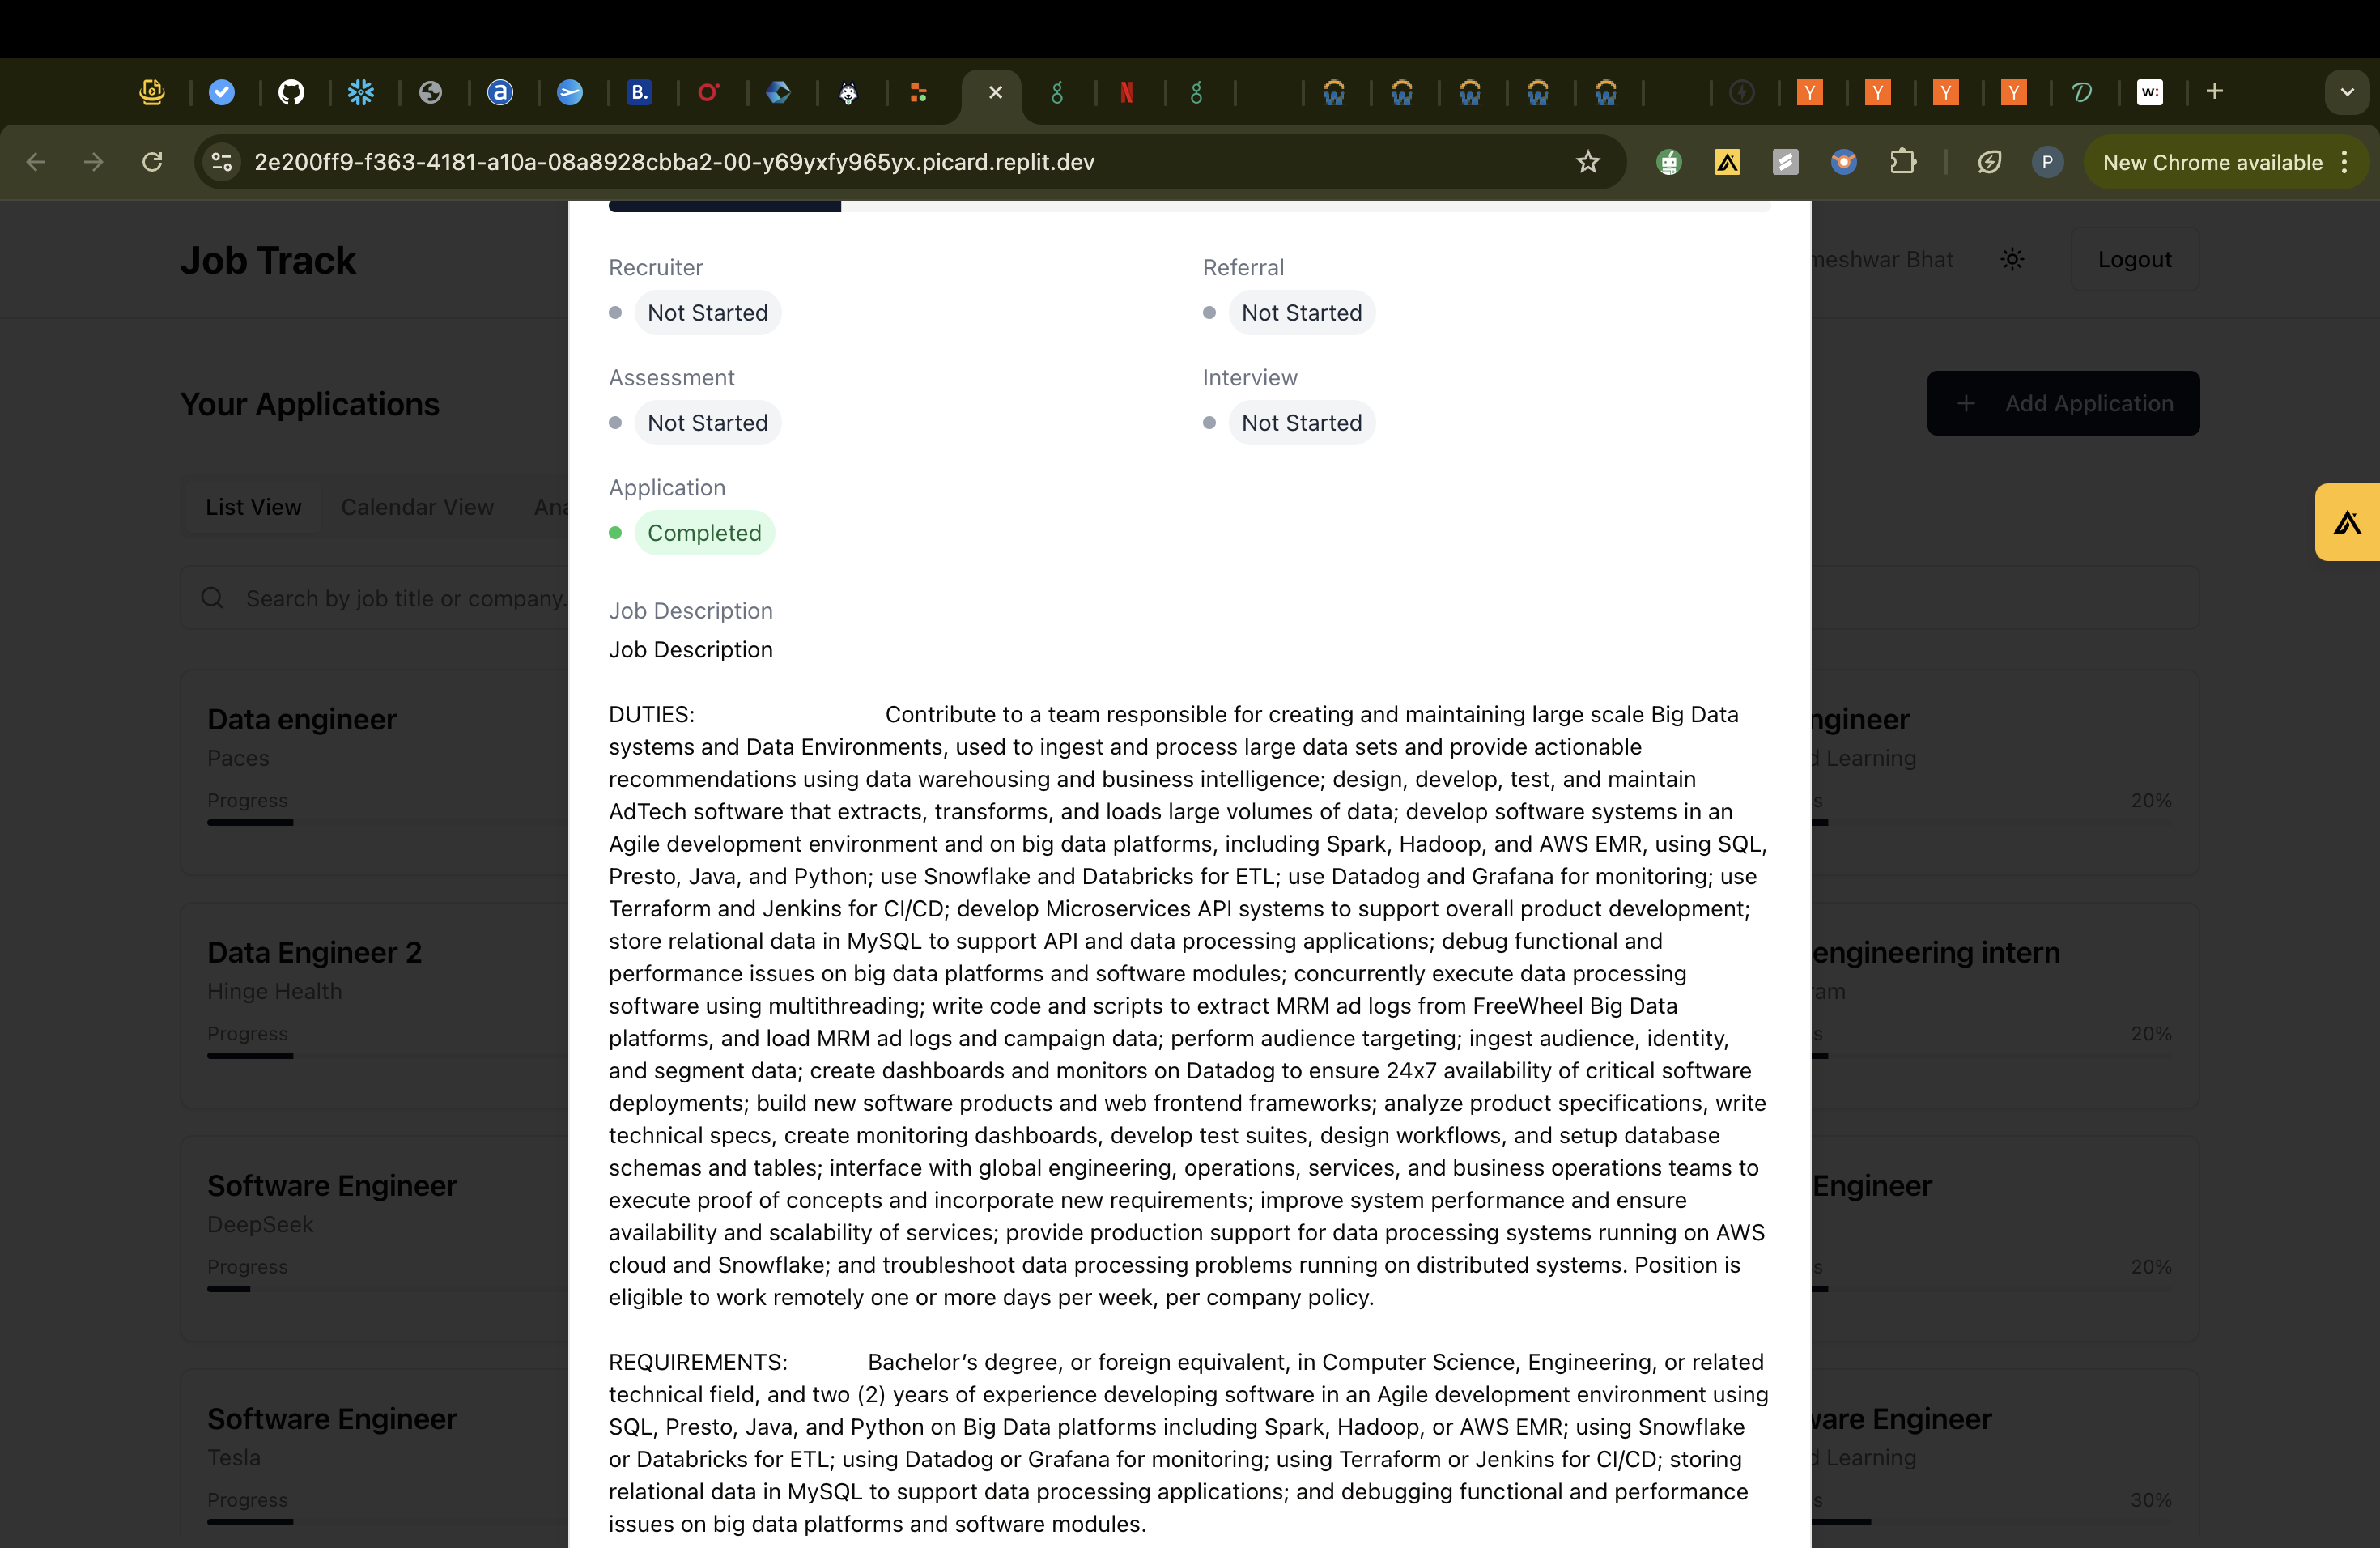 B.
N
Y
Y
Y
Y
D
w:
2e200ff9-f363-4181-a10a-08a8928cbba2-00-y69yxfy965yx.picard.replit.dev
P
New Chrome available
Job Track
meshwar Bhat
Logout
Your Applications
Add Application
List View
Calendar View
Ana
Search by job title or company.
Data engineer
Paces
Progress
Data Engineer 2
Hinge Health
Progress
Software Engineer
DeepSeek
Progress
Software Engineer
Tesla
Progress
Recruiter
Referral
Not Started
Not Started
Assessment
Interview
Not Started
Not Started
Application
Completed
Job Description
Job Description
DUTIES: Contribute to a team responsible for creating and maintaining large scale Big Data
systems and Data Environments, used to ingest and process large data sets and provide actionable
recommendations using data warehousing and business intelligence; design, develop, test, and maintain
AdTech software that extracts, transforms, and loads large volumes of data; develop software systems in an
Agile development environment and on big data platforms, including Spark, Hadoop, and AWS EMR, using SQL,
Presto, Java, and Python; use Snowflake and Databricks for ETL; use Datadog and Grafana for monitoring; use
Terraform and Jenkins for CI/CD; develop Microservices API systems to support overall product development;
store relational data in MySQL to support API and data processing applications; debug functional and
performance issues on big data platforms and software modules; concurrently execute data processing
software using multithreading; write code and scripts to extract MRM ad logs from FreeWheel Big Data
platforms, and load MRM ad logs and campaign data; perform audience targeting; ingest audience, identity,
and segment data; create dashboards and monitors on Datadog to ensure 24x7 availability of critical software
deployments; build new software products and web frontend frameworks; analyze product specifications, write
technical specs, create monitoring dashboards, develop test suites, design workflows, and setup database
schemas and tables; interface with global engineering, operations, services, and business operations teams to
execute proof of concepts and incorporate new requirements; improve system performance and ensure
availability and scalability of services; provide production support for data processing systems running on AWS
cloud and Snowflake; and troubleshoot data processing problems running on distributed systems. Position is
eligible to work remotely one or more days per week, per company policy.
REQUIREMENTS: Bachelor’s degree, or foreign equivalent, in Computer Science, Engineering, or related
technical field, and two (2) years of experience developing software in an Agile development environment using
SQL, Presto, Java, and Python on Big Data platforms including Spark, Hadoop, or AWS EMR; using Snowflake
or Databricks for ETL; using Datadog or Grafana for monitoring; using Terraform or Jenkins for CI/CD; storing
relational data in MySQL to support data processing applications; and debugging functional and performance
issues on big data platforms and software modules.
ngineer
d Learning
s
20%
engineering intern
ram
s
20%
Engineer
s
20%
ware Engineer
d Learning
s
30%